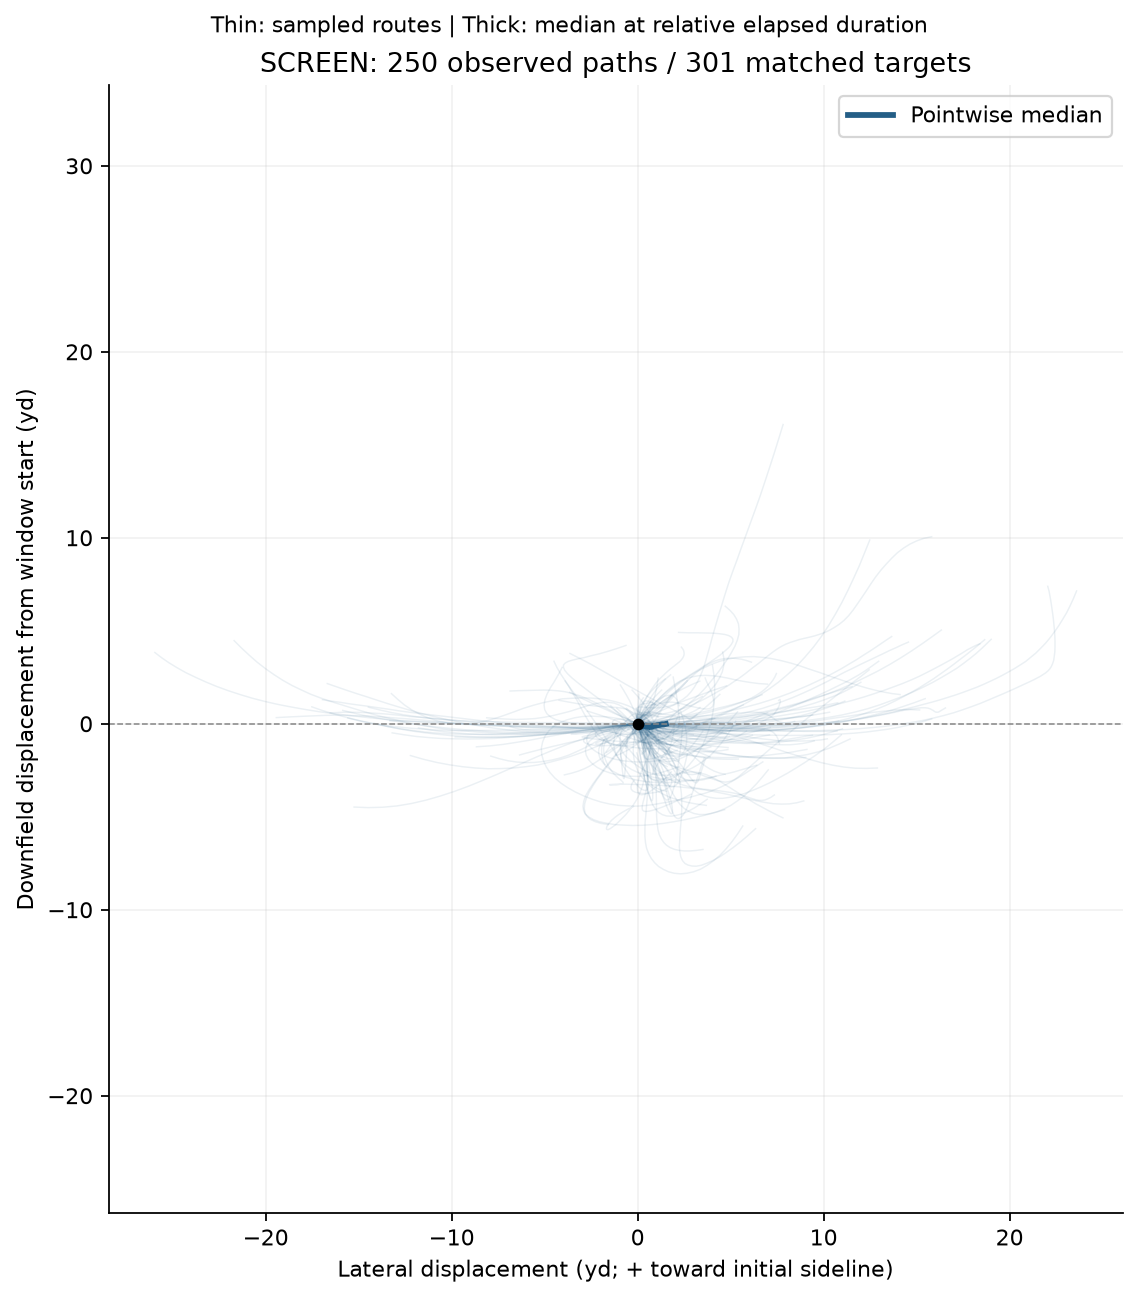 Thin: sampled routes | Thick: median at relative elapsed duration
SCREEN: 250 observed paths / 301 matched targets
Pointwise median
Downfield displacement from window start (yd)
30
20
10
0
−10
−20
−20
−10
0
10
20
Lateral displacement (yd; + toward initial sideline)